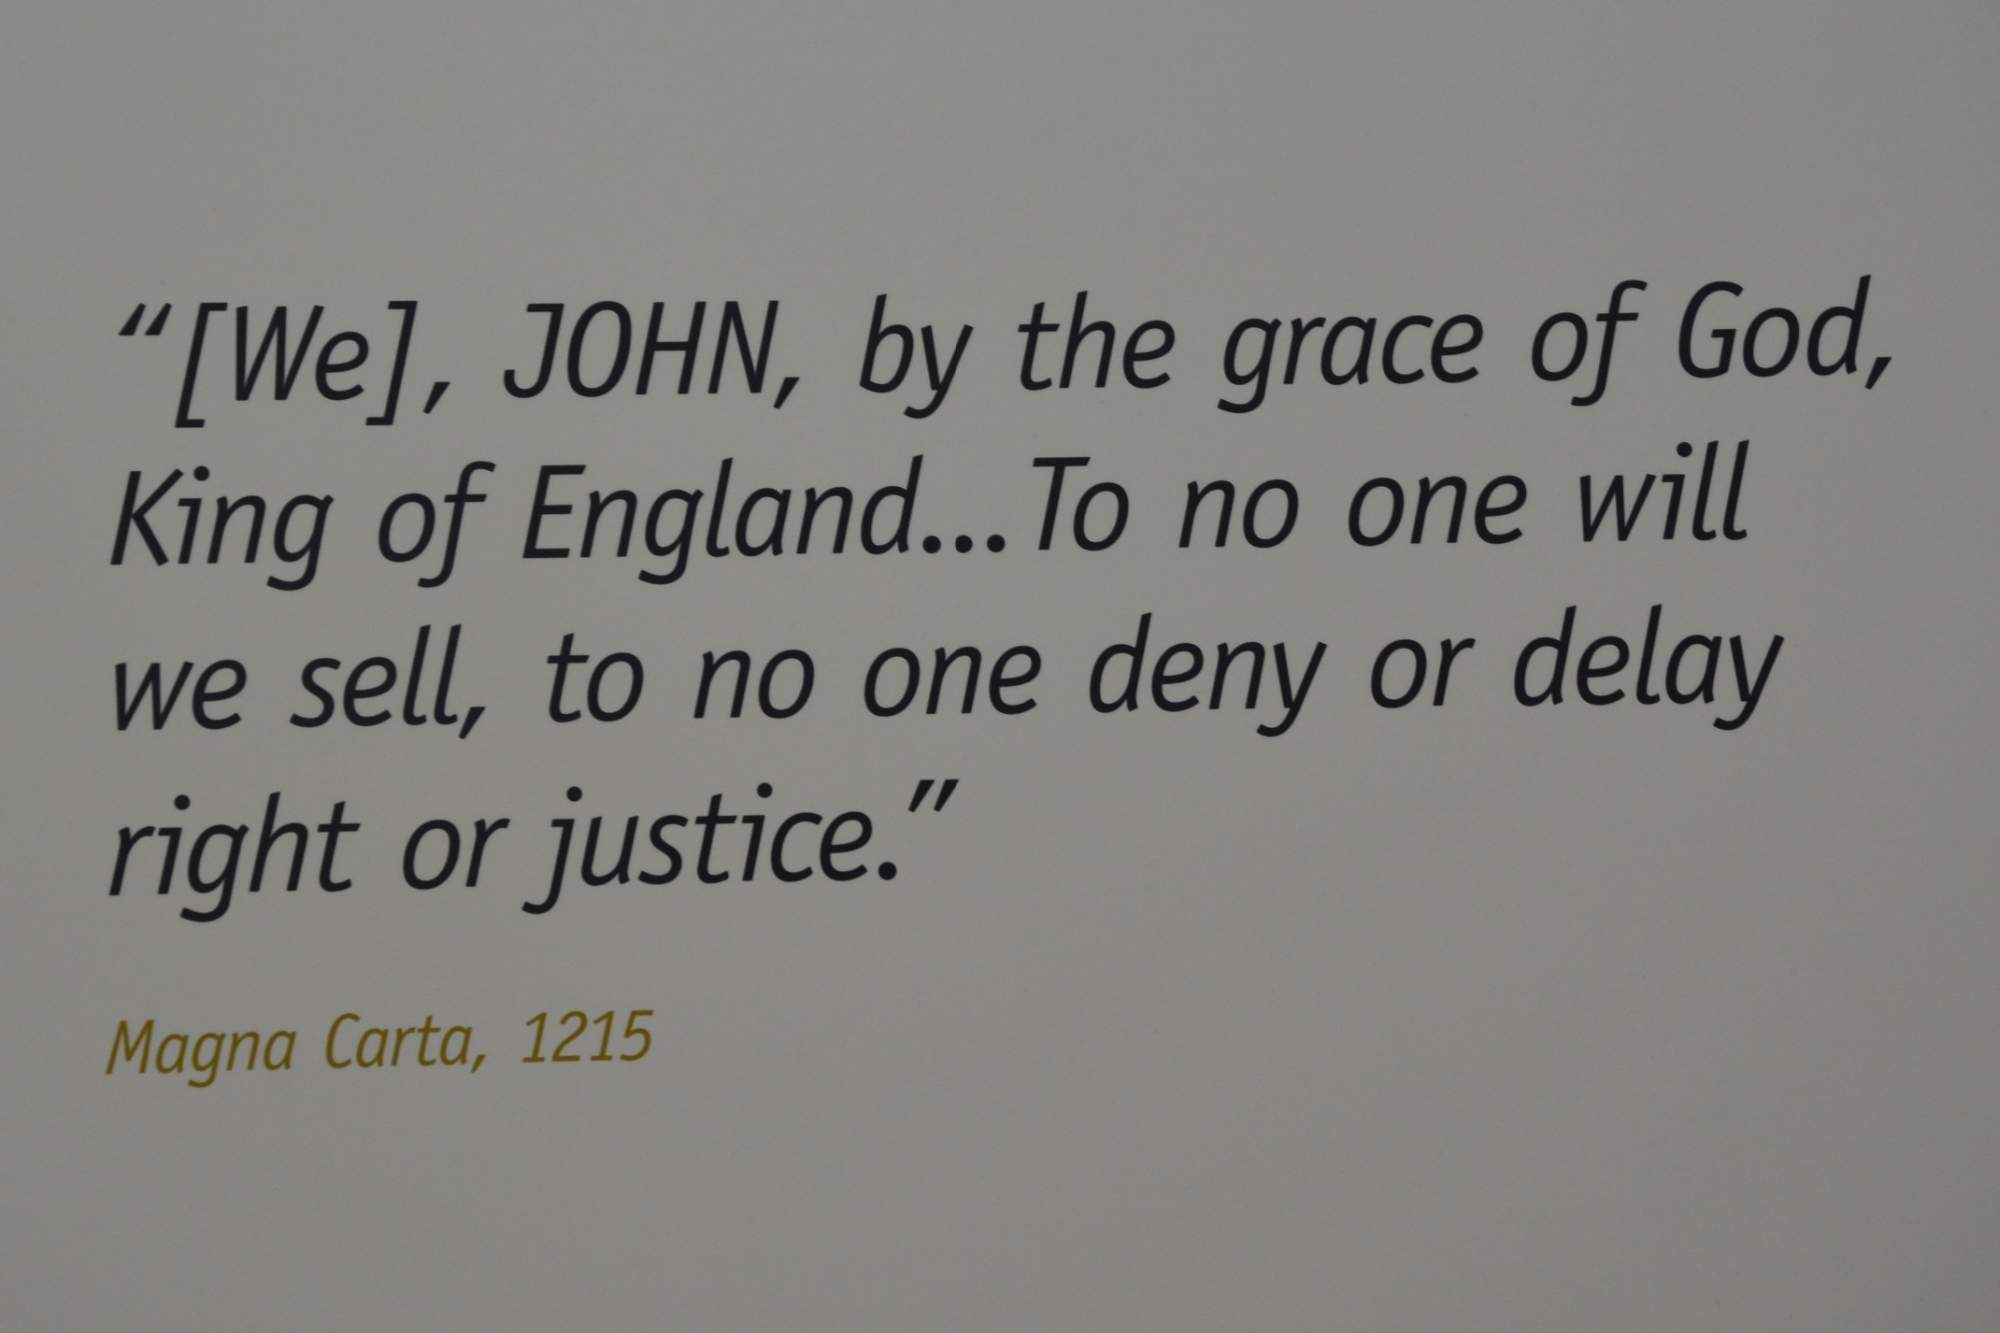 “[We], JOHN, by the grace of God,
King of England...To no one will
we sell, to no one deny or delay
right or justice.”
Magna Carta, 1215